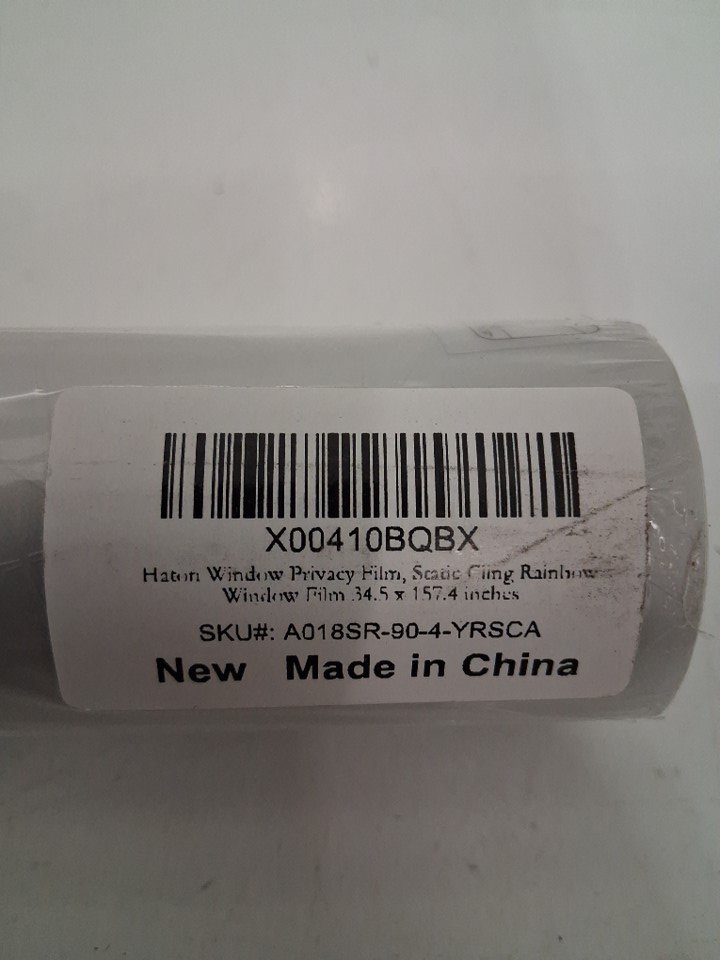 X00410BQBX
Haton Window Privacy Film, Static Cling Rainbow
Window Film 34.5 x 157.4 inches
SKU#: A018SR-90-4-YRSCA
New Made in China